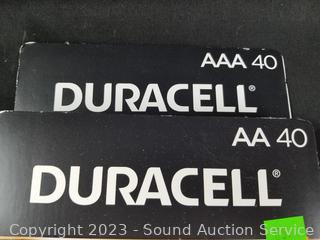 AAA 40
DURACELL®
AA 40
DURACELL®
Copyright 2023 - Sound Auction Service